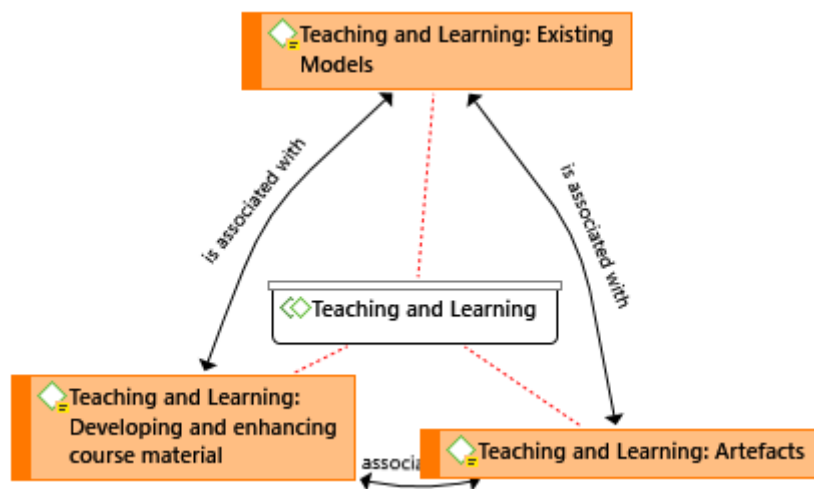 Teaching and Learning: Existing
Models
is associated with
is associated with
Teaching and Learning
Teaching and Learning:
Developing and enhancing
course material
Teaching and Learning: Artefacts